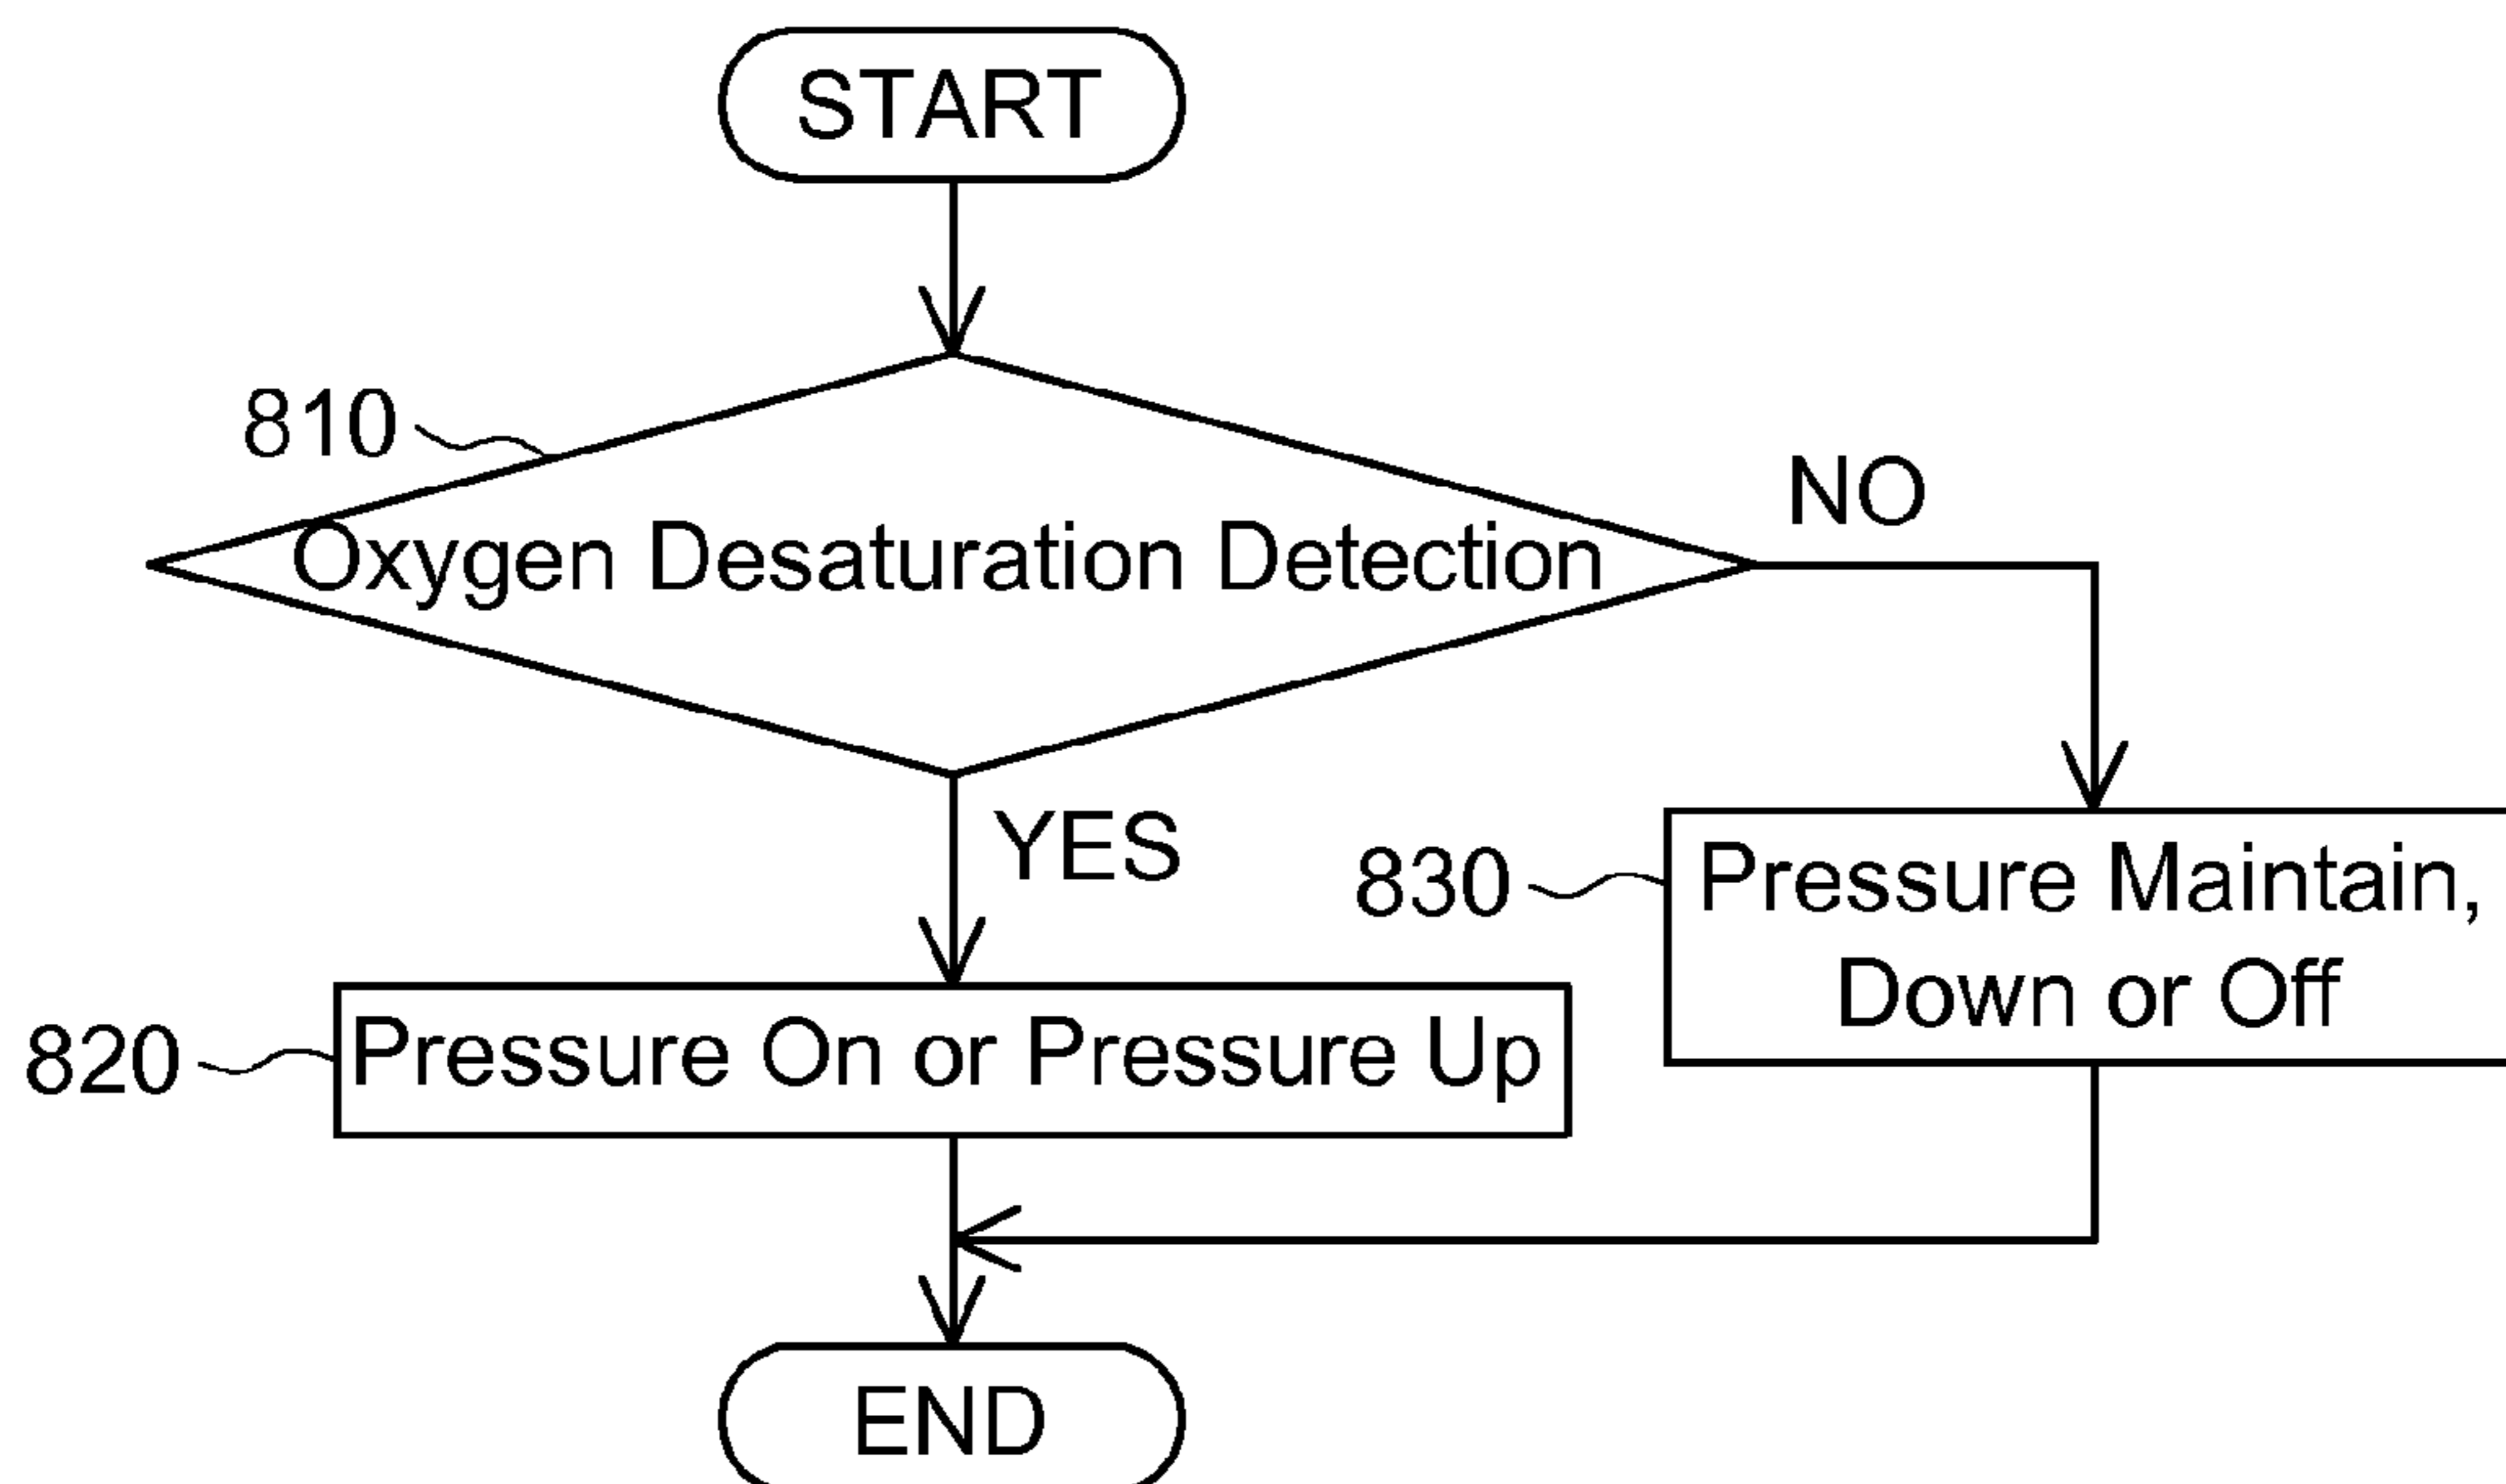 START
810
Oxygen Desaturation Detection
NO
YES
830
Pressure Maintain,
Down or Off
820
Pressure On or Pressure Up
END